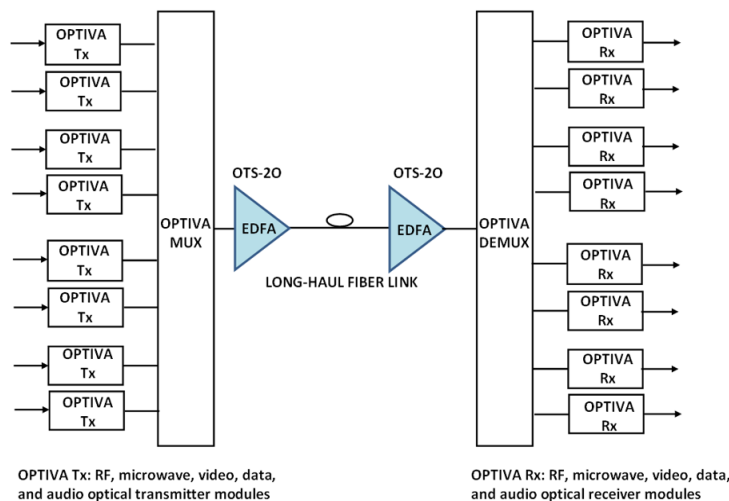 OPTIVA
Tx
OPTIVA
Tx
OPTIVA
Tx
OPTIVA
Tx
OPTIVA
Tx
OPTIVA
Tx
OPTIVA
Tx
OPTIVA
Tx
OPTIVA
MUX
OTS-2O
EDFA
LONG-HAUL FIBER LINK
OTS-2O
EDFA
OPTIVA
DEMUX
OPTIVA
Rx
OPTIVA
Rx
OPTIVA
Rx
OPTIVA
Rx
OPTIVA
Rx
OPTIVA
Rx
OPTIVA
Rx
OPTIVA
Rx
OPTIVA Tx: RF, microwave, video, data,
and audio optical transmitter modules
OPTIVA Rx: RF, microwave, video, data,
and audio optical receiver modules